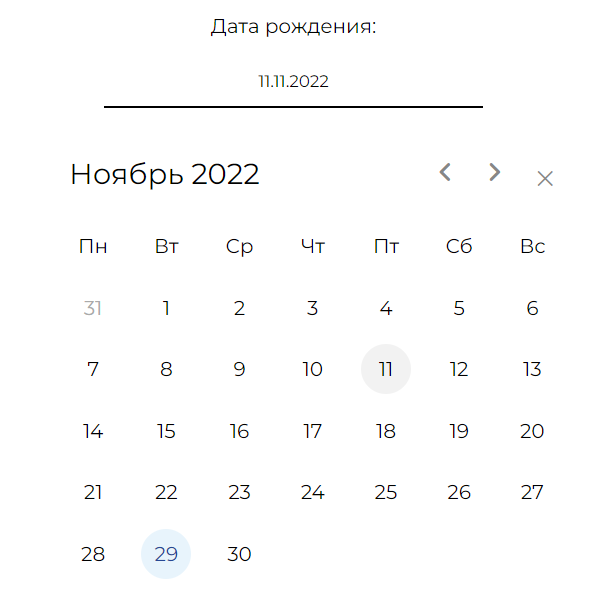 Дата рождения:
11.11.2022
Ноябрь 2022
Пн Вт Ср Чт Пт Сб Вс
31 1 2 3 4 5 6
7 8 9 10 11 12 13
14 15 16 17 18 19 20
21 22 23 24 25 26 27
28 29 30